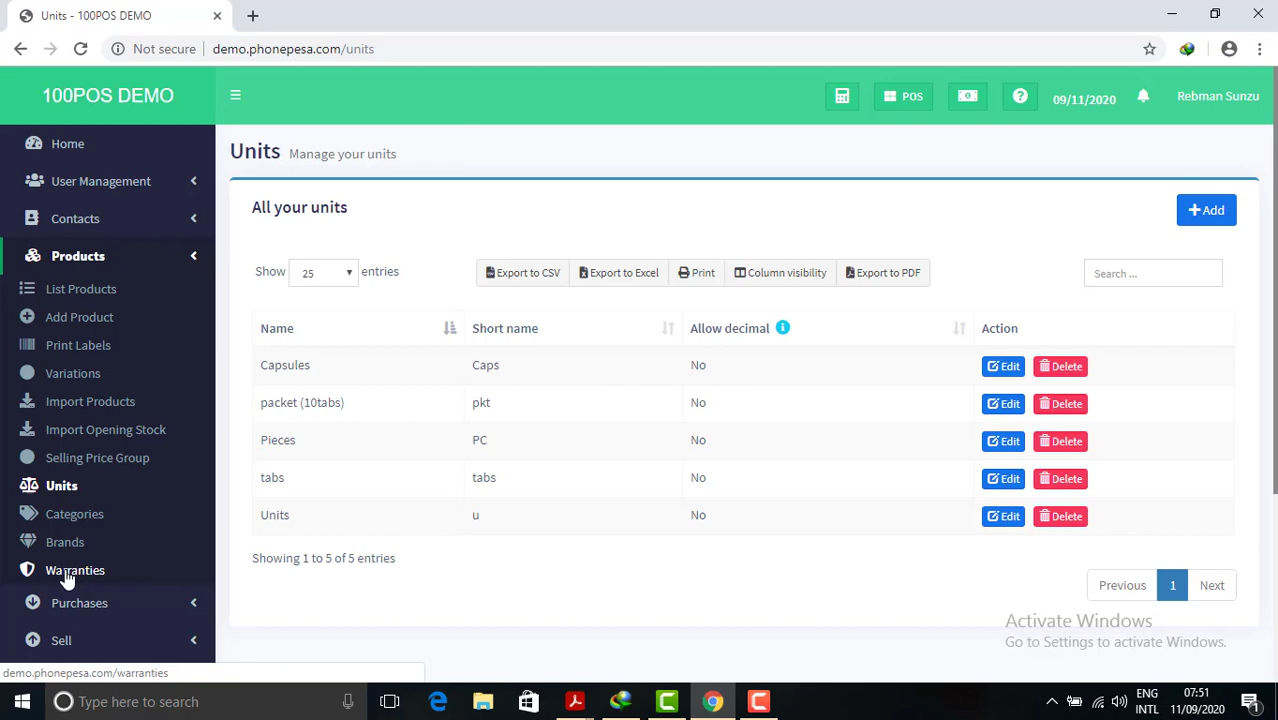 Units - 100POS DEMO
Not secure | demo.phonepesa.com/units
100POS DEMO
POS
09/11/2020
Rebman Sunzu
Home
User Management
Contacts
Products
List Products
Add Product
Print Labels
Variations
Import Products
Import Opening Stock
Selling Price Group
Units
Categories
Brands
Warranties
Purchases
Sell
Units Manage your units
All your units
Add
Show 25 entries
Export to CSV Export to Excel Print Column visibility Export to PDF
Search ...
Name Short name Allow decimal Action
Capsules Caps No Edit Delete
packet (10tabs) pkt No Edit Delete
Pieces PC No Edit Delete
tabs tabs No Edit Delete
Units u No Edit Delete
Showing 1 to 5 of 5 entries
Previous 1 Next
Activate Windows
Go to Settings to activate Windows.
demo.phonepesa.com/warranties
Type here to search
ENG
INTL
07:51
11/09/2020
1